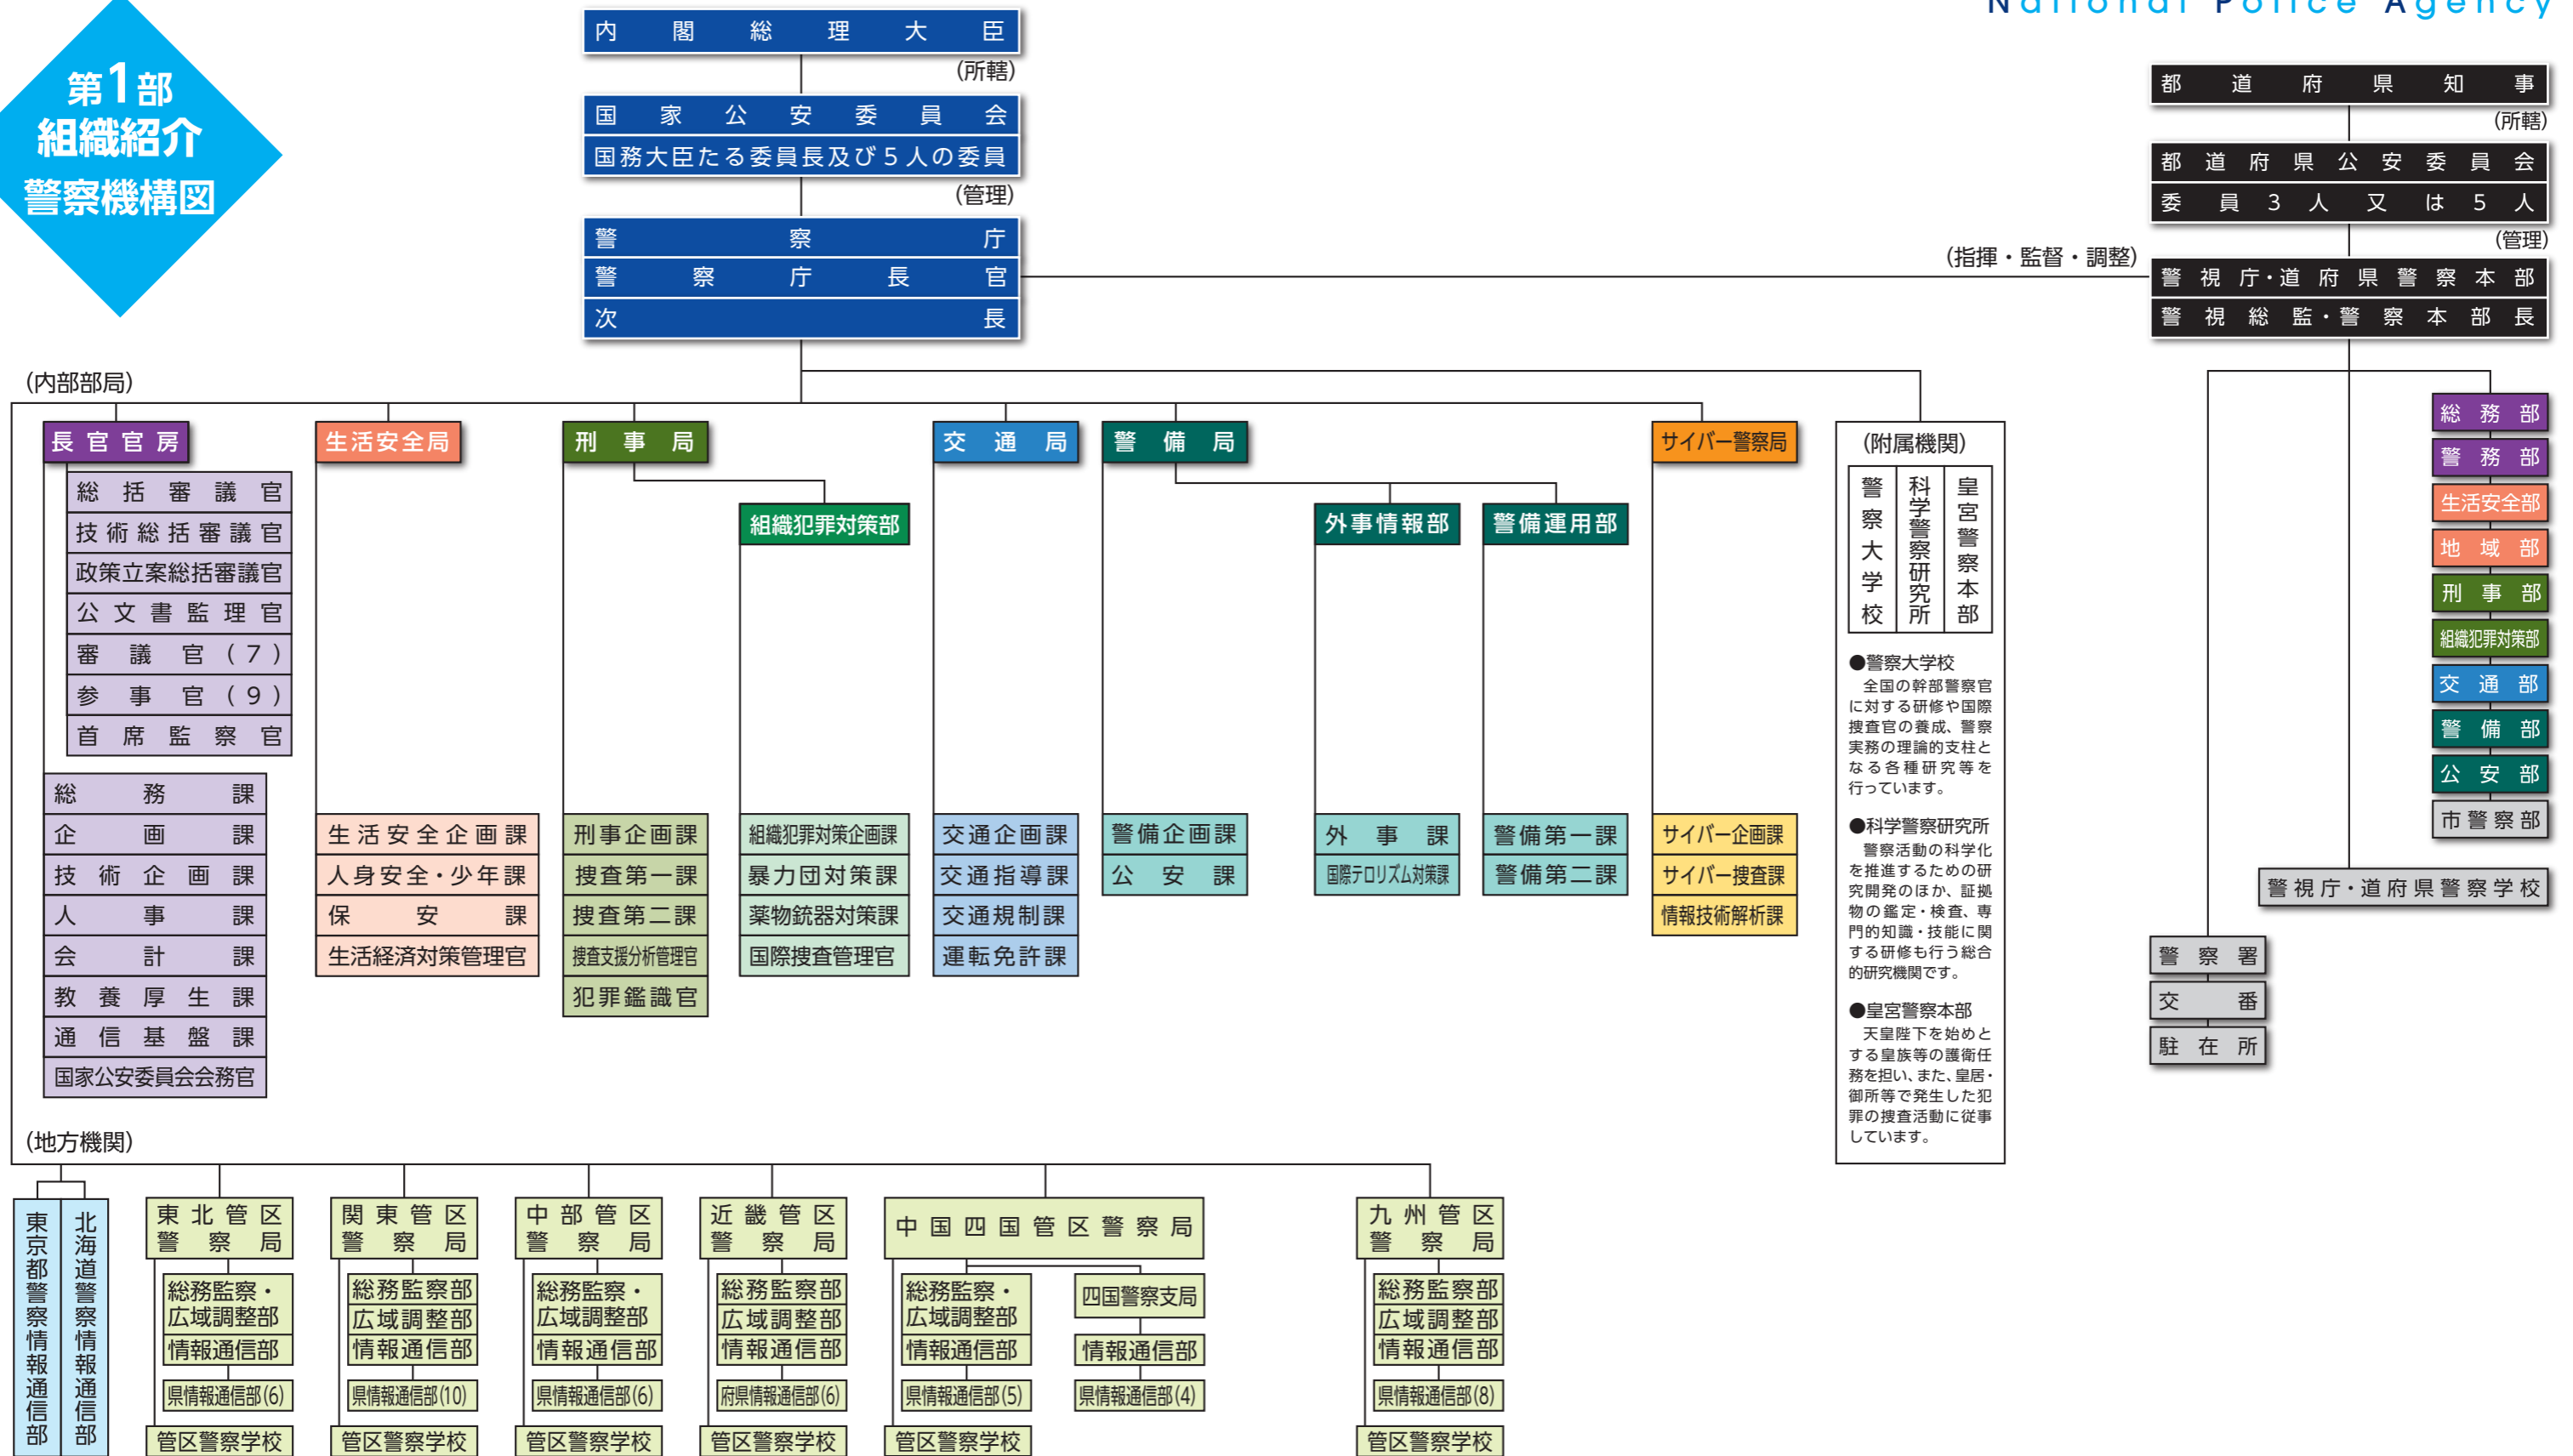 National Police Agency
第1部
組織紹介
警察機構図
内閣総理大臣
(所轄)
国家公安委員会
国務大臣たる委員長及び5人の委員
(管理)
警察庁
警察庁長官
次長
(指揮・監督・調整)
都道府県知事
(所轄)
都道府県公安委員会
委員3人又は5人
(管理)
警視庁・道府県警察本部
警視総監・警察本部長
(内部部局)
長官官房
総括審議官
技術総括審議官
政策立案総括審議官
公文書監理官
審議官(7)
参事官(9)
首席監察官
総務課
企画課
技術企画課
人事課
会計課
教養厚生課
通信基盤課
国家公安委員会会務官
生活安全局
生活安全企画課
人身安全・少年課
保安課
生活経済対策管理官
刑事局
刑事企画課
捜査第一課
捜査第二課
捜査支援分析管理官
犯罪鑑識官
組織犯罪対策部
組織犯罪対策企画課
暴力団対策課
薬物銃器対策課
国際捜査管理官
交通局
交通企画課
交通指導課
交通規制課
運転免許課
警備局
警備企画課
公安課
外事情報部
外事課
国際テロリズム対策課
警備運用部
警備第一課
警備第二課
サイバー警察局
サイバー企画課
サイバー捜査課
情報技術解析課
(附属機関)
警察大学校
科学警察研究所
皇宮警察本部
●警察大学校
全国の幹部警察官
に対する研修や国際
捜査官の養成、警察
実務の理論的支柱と
なる各種研究等を
行っています。
●科学警察研究所
警察活動の科学化
を推進するための研
究開発のほか、証拠
物の鑑定・検査、専
門的知識・技能に関
する研修も行う総合
的研究機関です。
●皇宮警察本部
天皇陛下を始めと
する皇族等の護衛任
務を担い、また、皇居・
御所等で発生した犯
罪の捜査活動に従事
しています。
総務部
警務部
生活安全部
地域部
刑事部
組織犯罪対策部
交通部
警備部
公安部
市警察部
警視庁・道府県警察学校
警察署
交番
駐在所
(地方機関)
東京都警察情報通信部
北海道警察情報通信部
東北管区
警察局
総務監察・
広域調整部
情報通信部
県情報通信部(6)
管区警察学校
関東管区
警察局
総務監察部
広域調整部
情報通信部
県情報通信部(10)
管区警察学校
中部管区
警察局
総務監察・
広域調整部
情報通信部
県情報通信部(6)
管区警察学校
近畿管区
警察局
総務監察部
広域調整部
情報通信部
府県情報通信部(6)
管区警察学校
中国四国管区警察局
総務監察・
広域調整部
情報通信部
県情報通信部(5)
管区警察学校
四国警察支局
情報通信部
県情報通信部(4)
九州管区
警察局
総務監察部
広域調整部
情報通信部
県情報通信部(8)
管区警察学校